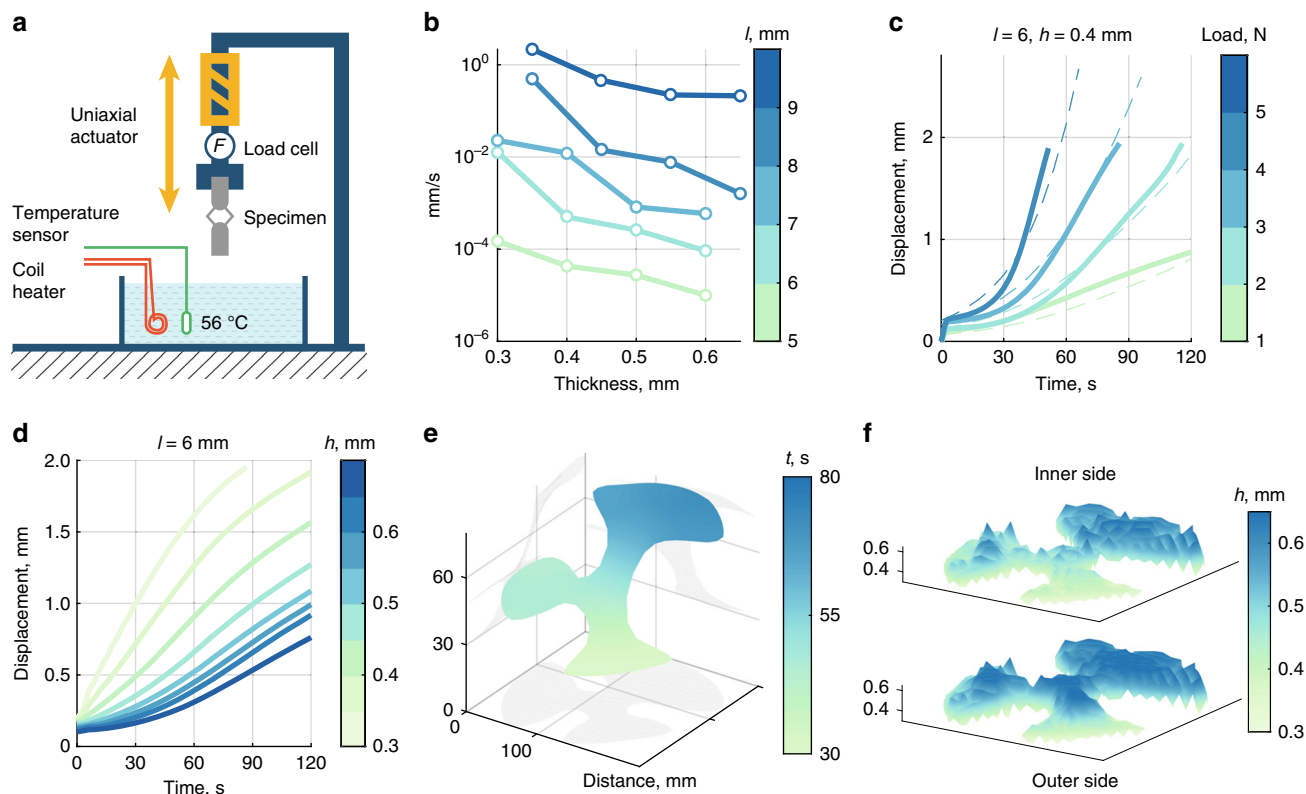 a
Uniaxial
actuator
F
Load cell
Specimen
Temperature
sensor
Coil
heater
56 °C
b
l, mm
10⁰
10⁻²
10⁻⁴
10⁻⁶
mm/s
0.3
0.4
0.5
0.6
Thickness, mm
9
8
7
6
5
c
l = 6, h = 0.4 mm
Load, N
Displacement, mm
2
1
0
0
30
60
90
120
Time, s
5
4
3
2
1
d
l = 6 mm
h, mm
Displacement, mm
2.0
1.5
1.0
0.5
0
0
30
60
90
120
Time, s
0.6
0.5
0.4
0.3
e
t, s
80
55
30
60
30
0
0
100
Distance, mm
f
Inner side
h, mm
0.6
0.4
0.6
0.4
Outer side
0.6
0.5
0.4
0.3